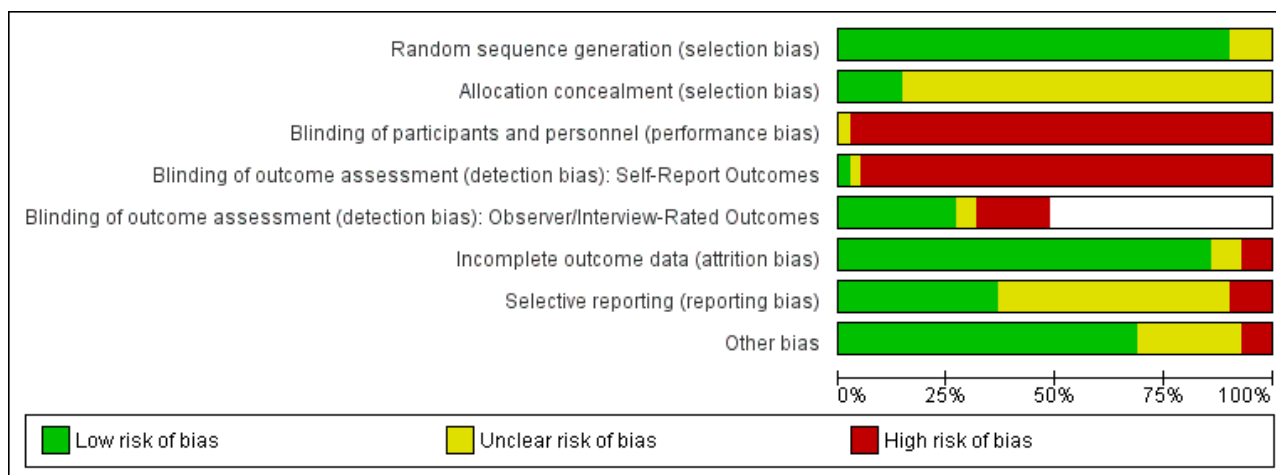 Random sequence generation (selection bias)
Allocation concealment (selection bias)
Blinding of participants and personnel (performance bias)
Blinding of outcome assessment (detection bias): Self-Report Outcomes
Blinding of outcome assessment (detection bias): Observer/Interview-Rated Outcomes
Incomplete outcome data (attrition bias)
Selective reporting (reporting bias)
Other bias
0% 25% 50% 75% 100%
Low risk of bias Unclear risk of bias High risk of bias